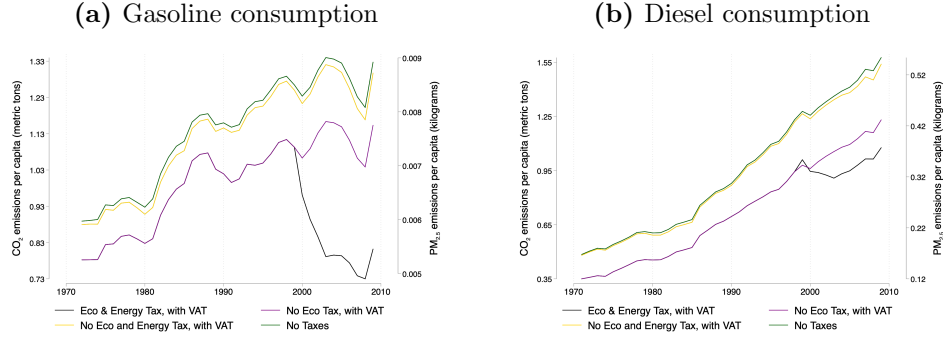 (a) Gasoline consumption
CO2 emissions per capita (metric tons)
1.33
1.23
1.13
1.03
0.93
0.83
0.73
0.009
0.008
0.007
0.006
0.005
PM2.5 emissions per capita (kilograms)
1970 1980 1990 2000 2010
Eco & Energy Tax, with VAT No Eco Tax, with VAT
No Eco and Energy Tax, with VAT No Taxes
(b) Diesel consumption
CO2 emissions per capita (metric tons)
1.55
1.25
0.95
0.65
0.35
0.52
0.42
0.32
0.22
0.12
PM2.5 emissions per capita (kilograms)
1970 1980 1990 2000 2010
Eco & Energy Tax, with VAT No Eco Tax, with VAT
No Eco and Energy Tax, with VAT No Taxes